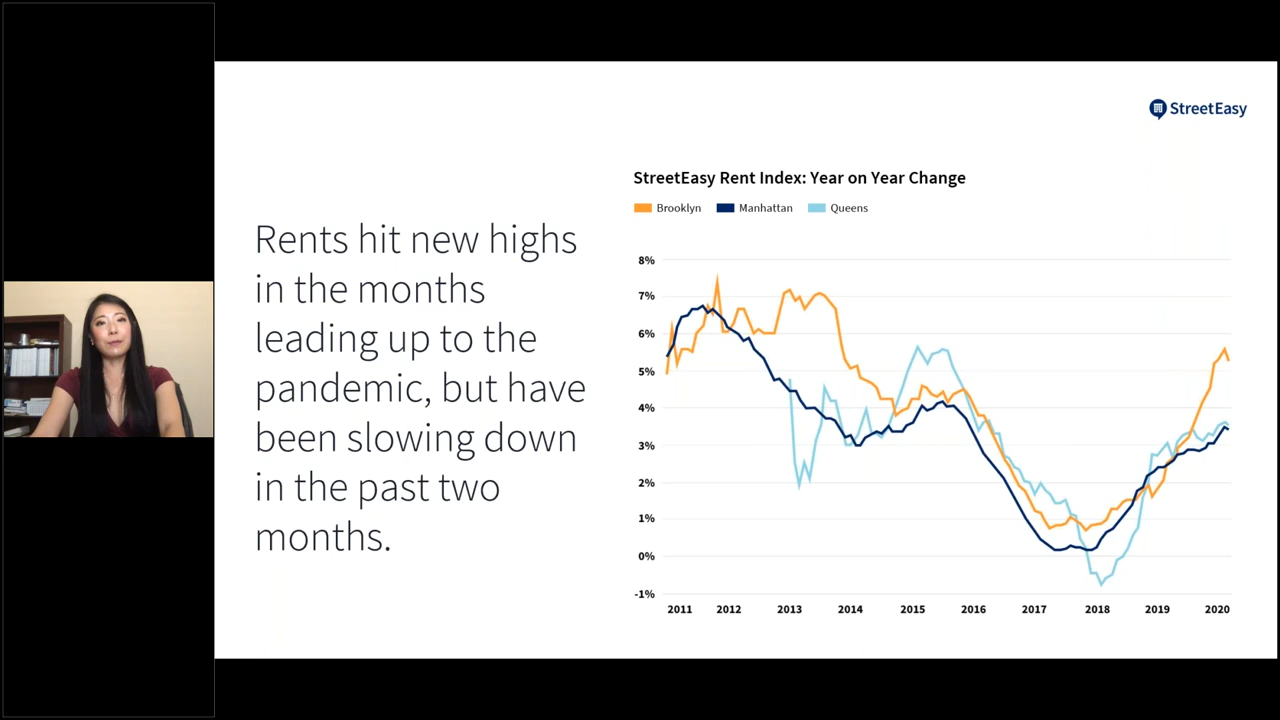 StreetEasy
Rents hit new highs
in the months
leading up to the
pandemic, but have
been slowing down
in the past two
months.
StreetEasy Rent Index: Year on Year Change
Brooklyn Manhattan Queens
8%
7%
6%
5%
4%
3%
2%
1%
0%
-1%
2011 2012 2013 2014 2015 2016 2017 2018 2019 2020